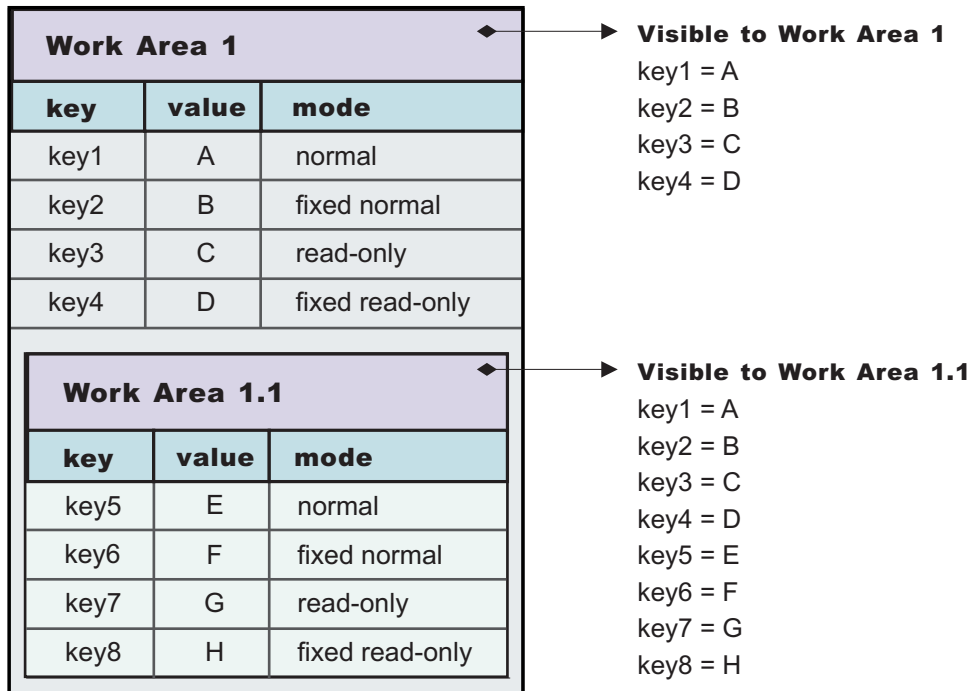 Work Area 1
key value mode
key1 A normal
key2 B fixed normal
key3 C read-only
key4 D fixed read-only
Visible to Work Area 1
key1 = A
key2 = B
key3 = C
key4 = D
Work Area 1.1
key value mode
key5 E normal
key6 F fixed normal
key7 G read-only
key8 H fixed read-only
Visible to Work Area 1.1
key1 = A
key2 = B
key3 = C
key4 = D
key5 = E
key6 = F
key7 = G
key8 = H